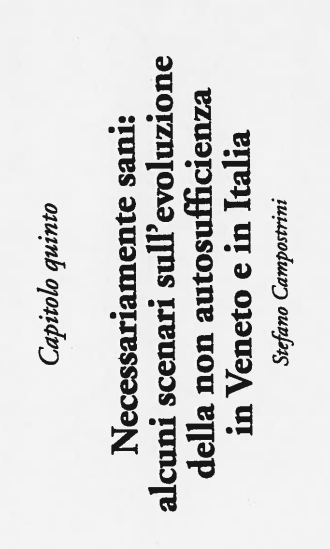 Capitolo quinto
Necessariamente sani:
alcuni scenari sull'evoluzione
della non autosufficienza
in Veneto e in Italia
Stefano Campostrini